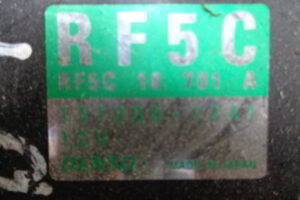 RF5C
RF5C 18 701 A
12V
DENSO MADE IN JAPAN